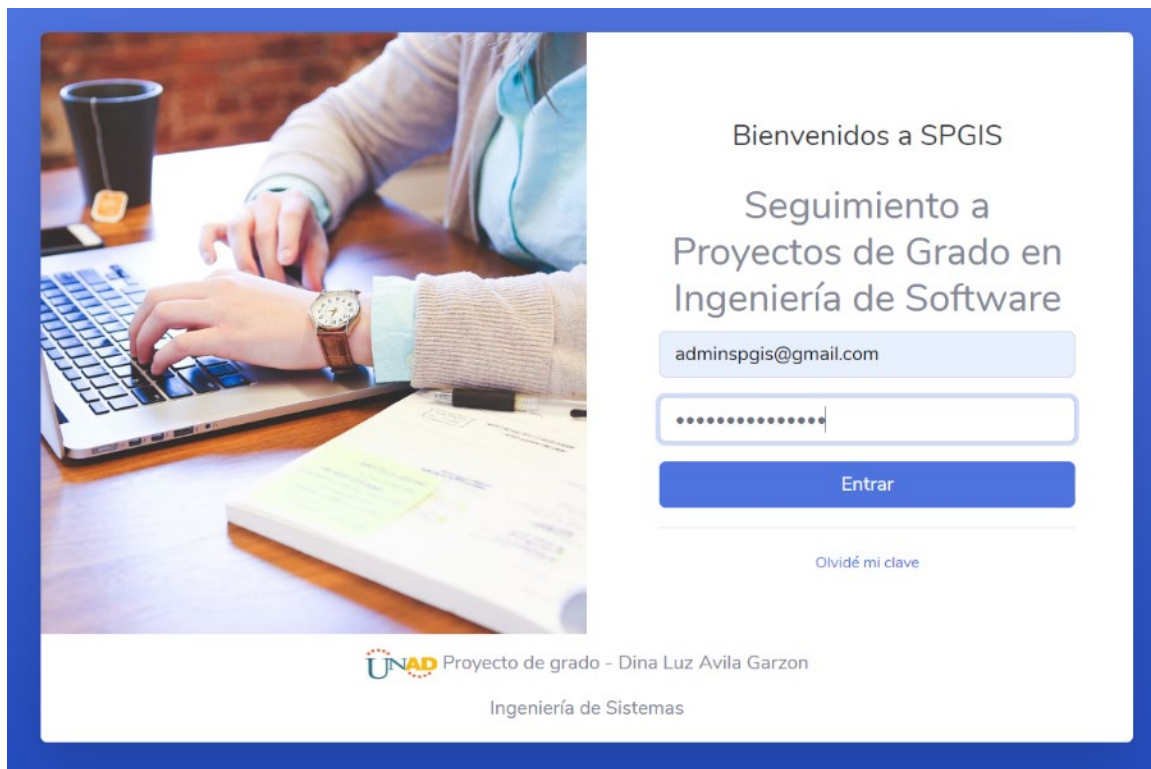 Bienvenidos a SPGIS
Seguimiento a
Proyectos de Grado en
Ingeniería de Software
adminspgis@gmail.com
•••••••••••••••
Entrar
Olvidé mi clave
UNAD Proyecto de grado - Dina Luz Avila Garzon
Ingeniería de Sistemas